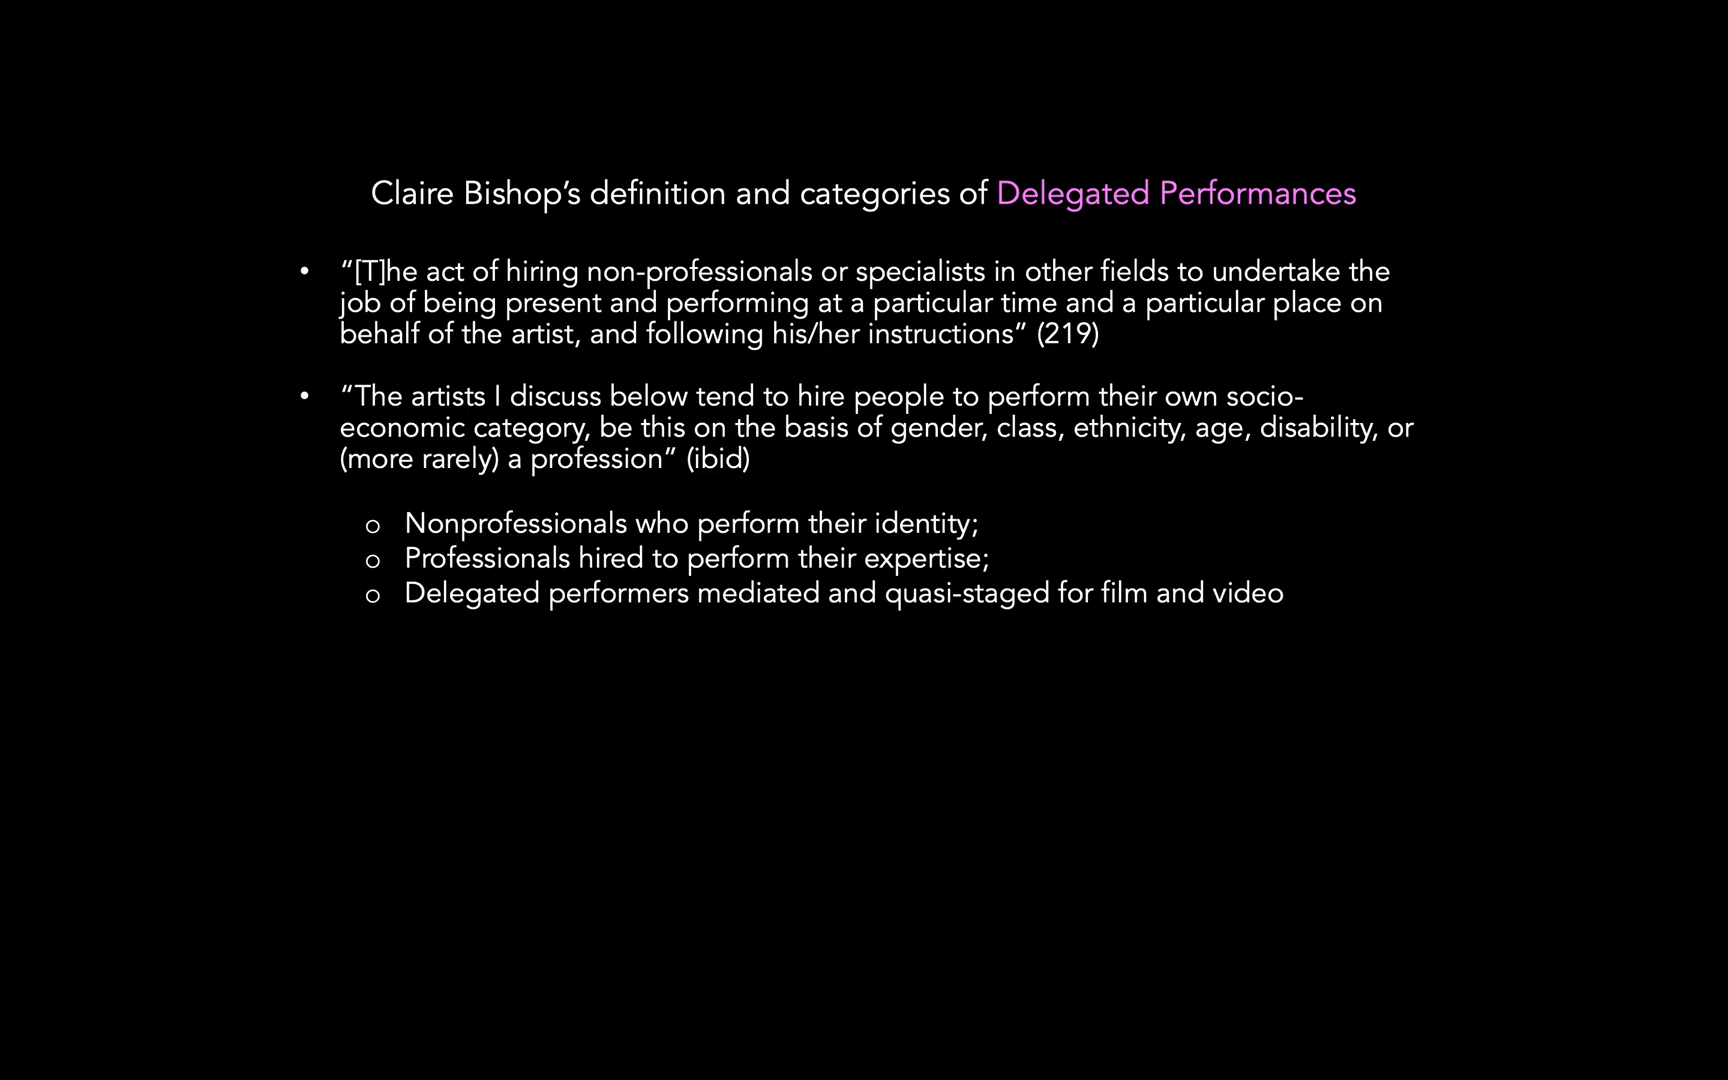 Claire Bishop’s definition and categories of Delegated Performances
• “[T]he act of hiring non-professionals or specialists in other fields to undertake the
job of being present and performing at a particular time and a particular place on
behalf of the artist, and following his/her instructions” (219)
• “The artists I discuss below tend to hire people to perform their own socio-
economic category, be this on the basis of gender, class, ethnicity, age, disability, or
(more rarely) a profession” (ibid)
o Nonprofessionals who perform their identity;
o Professionals hired to perform their expertise;
o Delegated performers mediated and quasi-staged for film and video